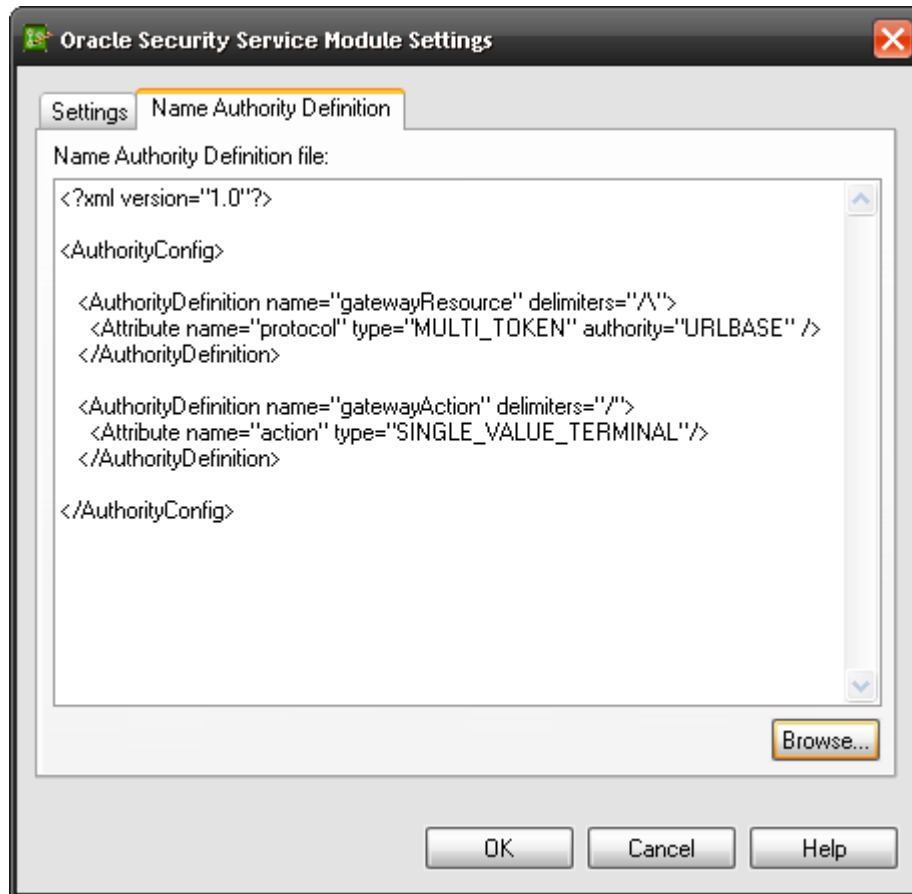 Oracle Security Service Module Settings
Settings
Name Authority Definition
Name Authority Definition file:
<?xml version="1.0"?>
<AuthorityConfig>
<AuthorityDefinition name="gatewayResource" delimiters="/\">
<Attribute name="protocol" type="MULTI_TOKEN" authority="URLBASE" />
</AuthorityDefinition>
<AuthorityDefinition name="gatewayAction" delimiters="/">
<Attribute name="action" type="SINGLE_VALUE_TERMINAL"/>
</AuthorityDefinition>
</AuthorityConfig>
Browse...
OK
Cancel
Help